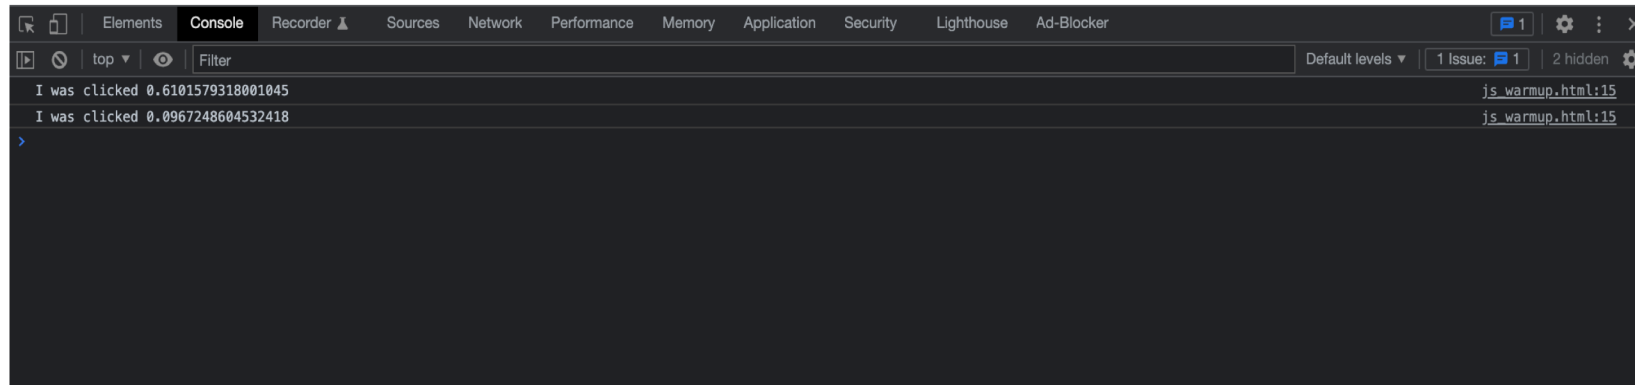 Elements Console Recorder Sources Network Performance Memory Application Security Lighthouse Ad-Blocker 1
top ▼ Filter Default levels ▼ 1 Issue: 1 2 hidden
I was clicked 0.6101579318001045 js_warmup.html:15
I was clicked 0.0967248604532418 js_warmup.html:15